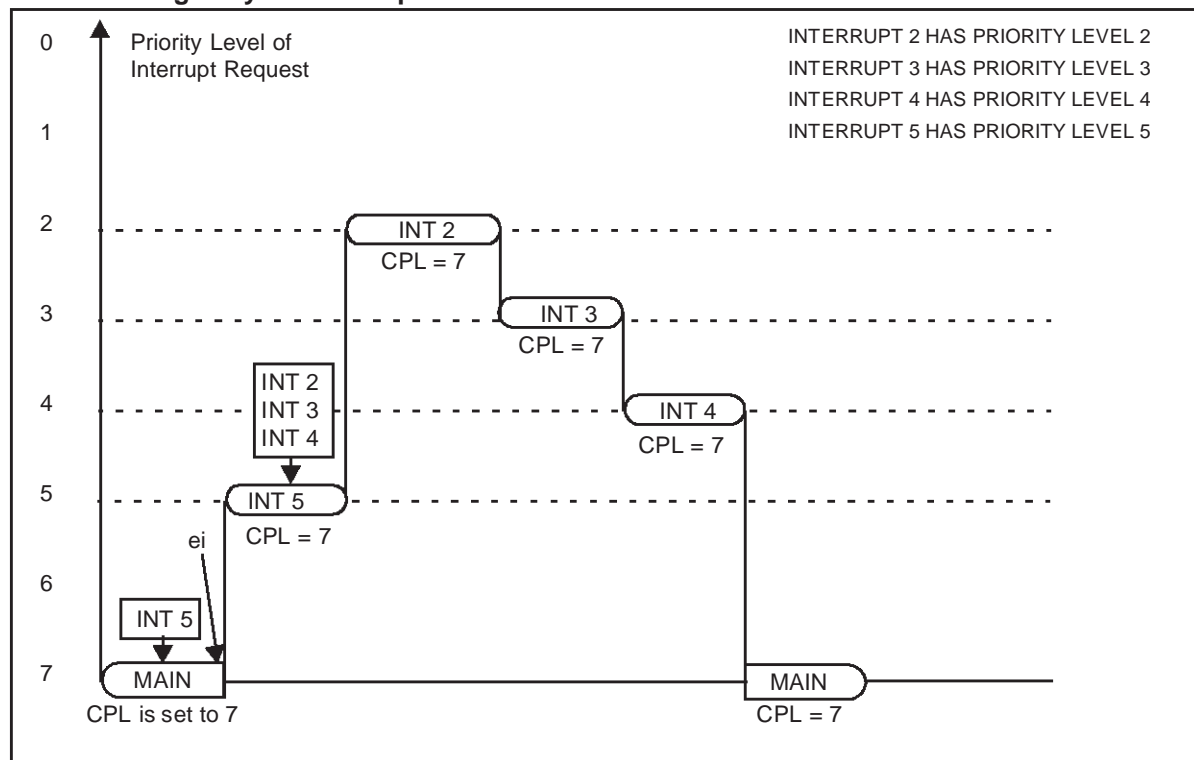 0
Priority Level of
Interrupt Request
INTERRUPT 2 HAS PRIORITY LEVEL 2
INTERRUPT 3 HAS PRIORITY LEVEL 3
INTERRUPT 4 HAS PRIORITY LEVEL 4
INTERRUPT 5 HAS PRIORITY LEVEL 5
1
2
INT 2
CPL = 7
3
INT 3
CPL = 7
INT 2
INT 3
INT 4
4
INT 4
CPL = 7
5
INT 5
CPL = 7
ei
6
INT 5
7
MAIN
CPL is set to 7
MAIN
CPL = 7